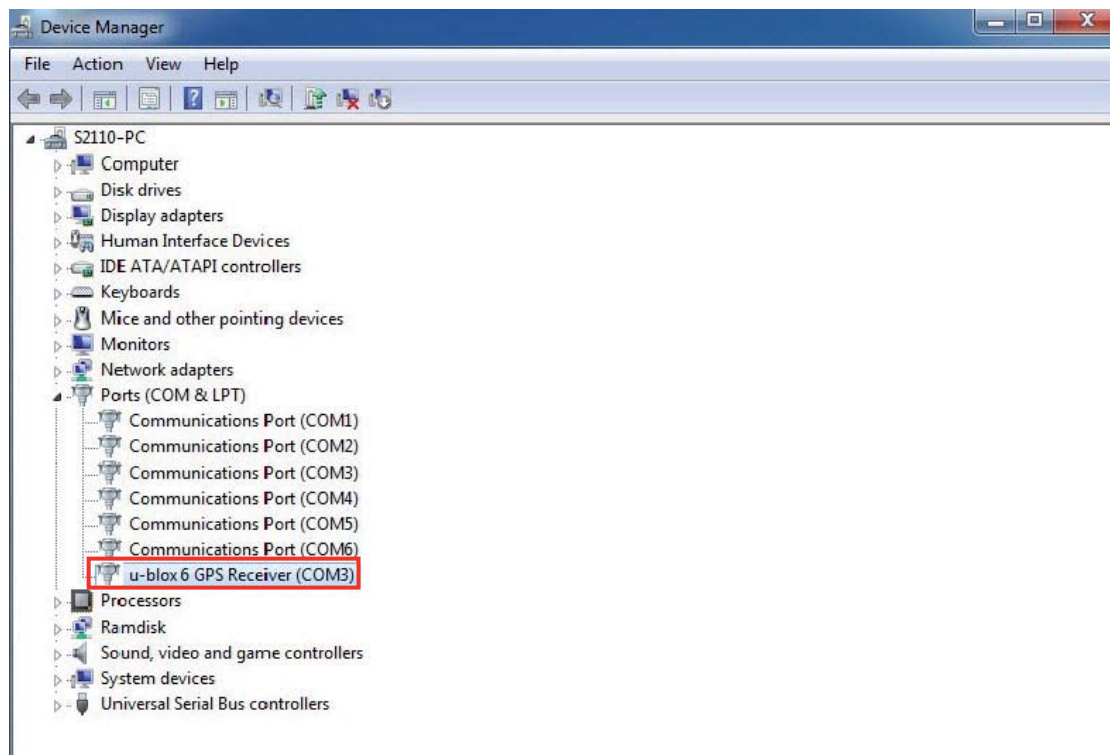 Device Manager
File Action View Help
S2110-PC
Computer
Disk drives
Display adapters
Human Interface Devices
IDE ATA/ATAPI controllers
Keyboards
Mice and other pointing devices
Monitors
Network adapters
Ports (COM & LPT)
Communications Port (COM1)
Communications Port (COM2)
Communications Port (COM3)
Communications Port (COM4)
Communications Port (COM5)
Communications Port (COM6)
u-blox 6 GPS Receiver (COM3)
Processors
Ramdisk
Sound, video and game controllers
System devices
Universal Serial Bus controllers